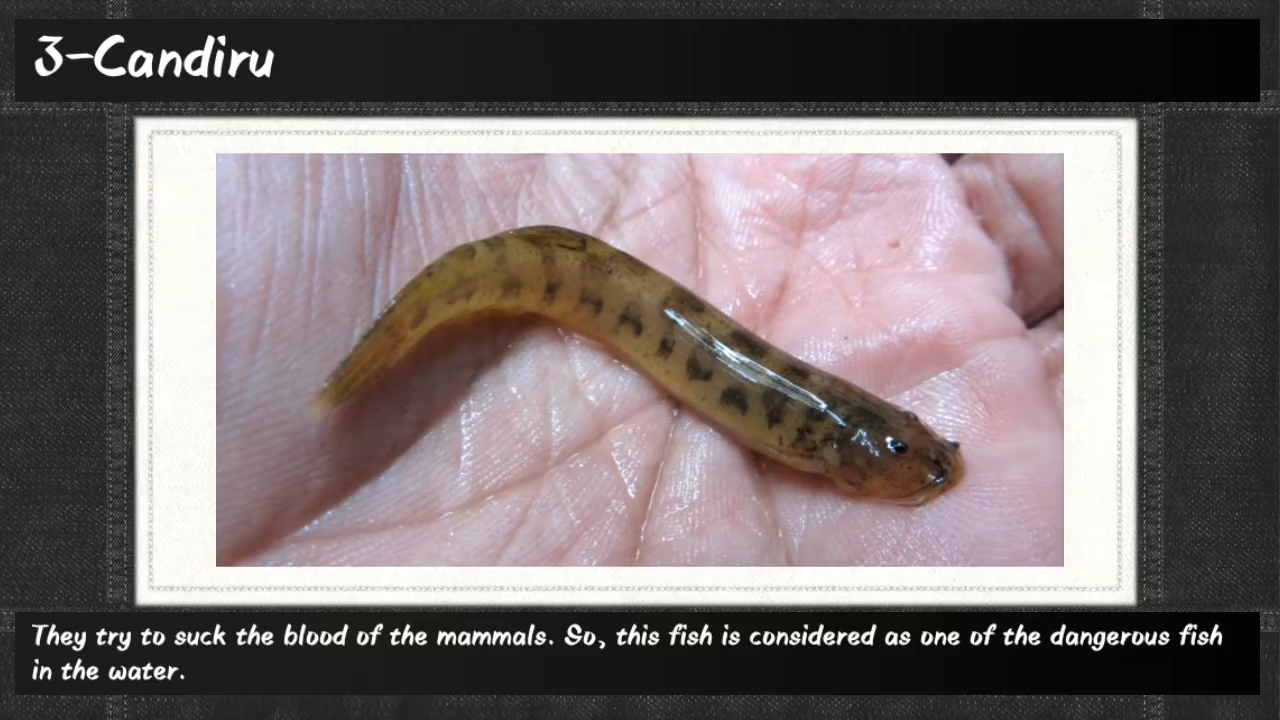 3-Candiru
They try to suck the blood of the mammals. So, this fish is considered as one of the dangerous fish
in the water.